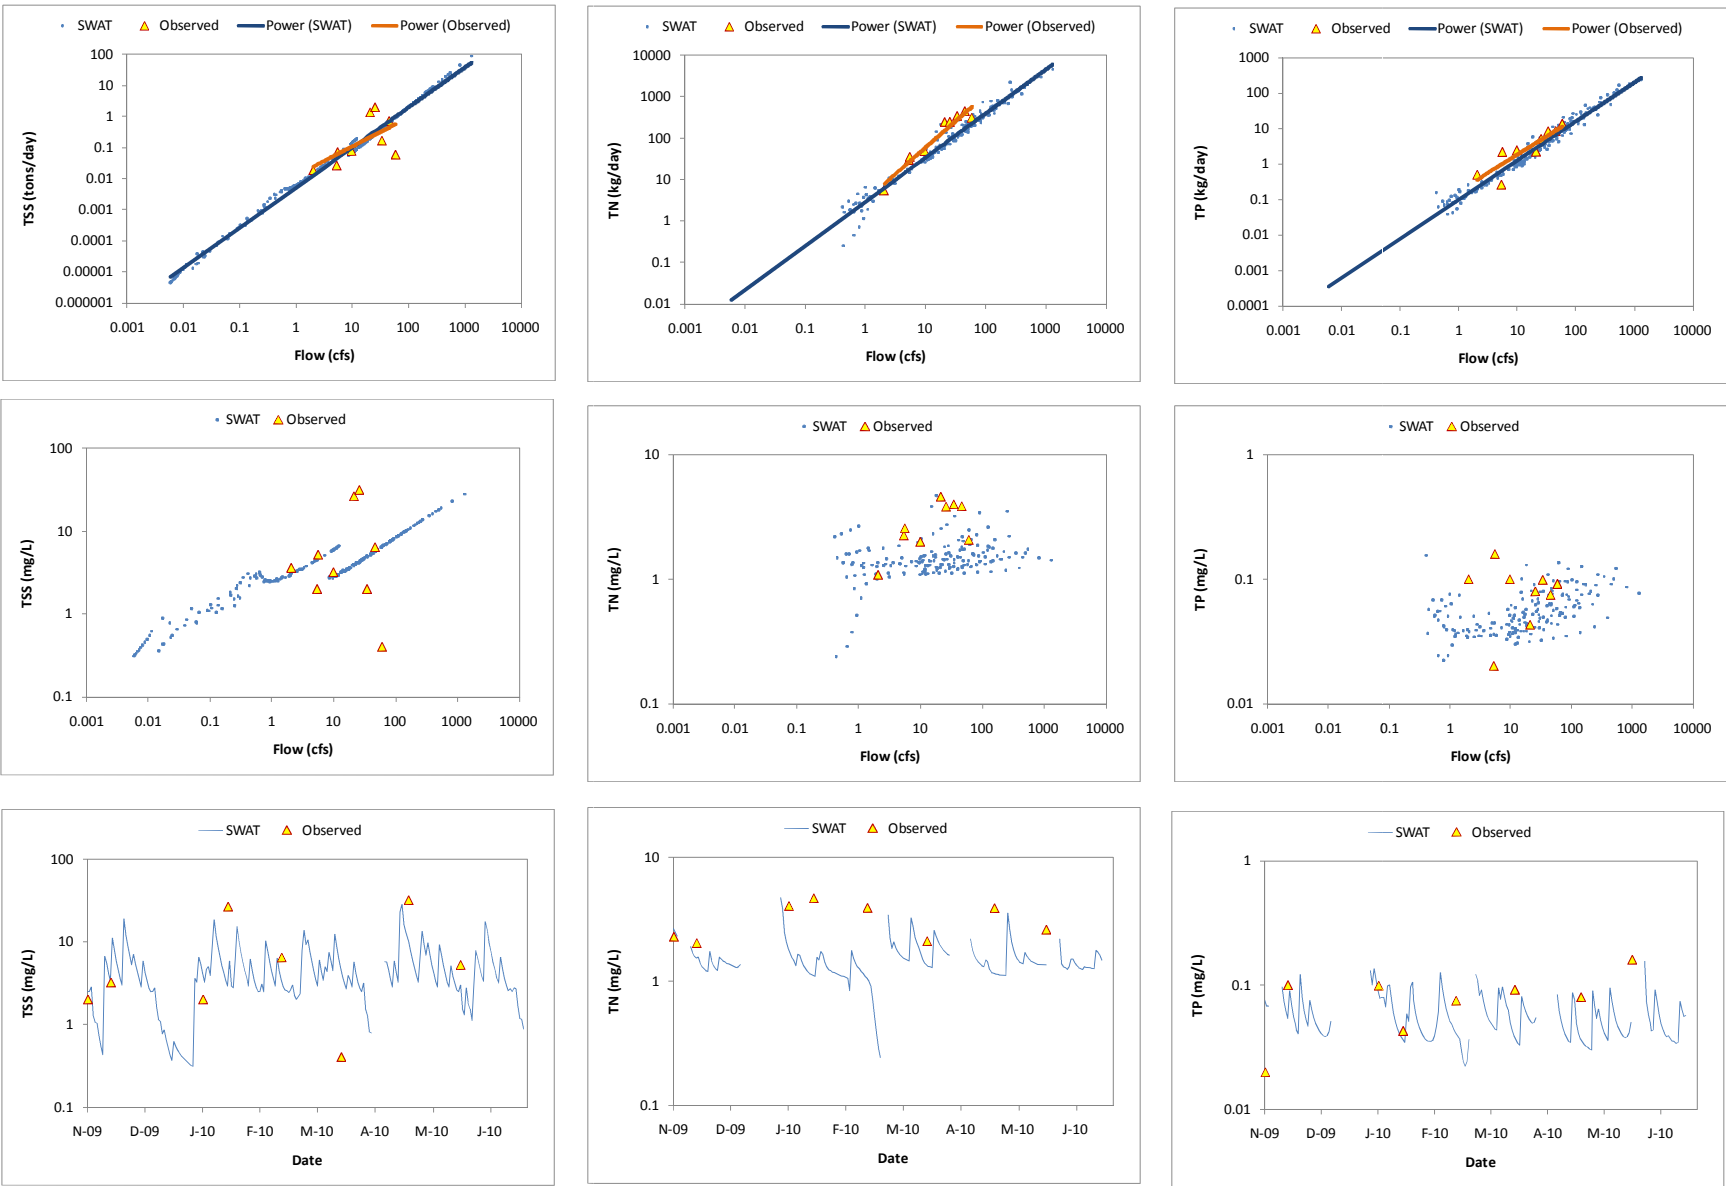 SWAT Observed Power (SWAT) Power (Observed)
100
10
1
0.1
0.01
0.001
0.0001
0.00001
0.000001
TSS (tons/day)
0.001 0.01 0.1 1 10 100 1000 10000
Flow (cfs)
SWAT Observed Power (SWAT) Power (Observed)
10000
1000
100
10
1
0.1
0.01
TN (kg/day)
0.001 0.01 0.1 1 10 100 1000 10000
Flow (cfs)
SWAT Observed Power (SWAT) Power (Observed)
1000
100
10
1
0.1
0.01
0.001
0.0001
TP (kg/day)
0.001 0.01 0.1 1 10 100 1000 10000
Flow (cfs)
SWAT Observed
100
10
1
0.1
TSS (mg/L)
0.001 0.01 0.1 1 10 100 1000 10000
Flow (cfs)
SWAT Observed
10
1
0.1
TN (mg/L)
0.001 0.01 0.1 1 10 100 1000 10000
Flow (cfs)
SWAT Observed
1
0.1
0.01
TP (mg/L)
0.001 0.01 0.1 1 10 100 1000 10000
Flow (cfs)
SWAT Observed
100
10
1
0.1
TSS (mg/L)
N-09 D-09 J-10 F-10 M-10 A-10 M-10 J-10
Date
SWAT Observed
10
1
0.1
TN (mg/L)
N-09 D-09 J-10 F-10 M-10 A-10 M-10 J-10
Date
SWAT Observed
1
0.1
0.01
TP (mg/L)
N-09 D-09 J-10 F-10 M-10 A-10 M-10 J-10
Date